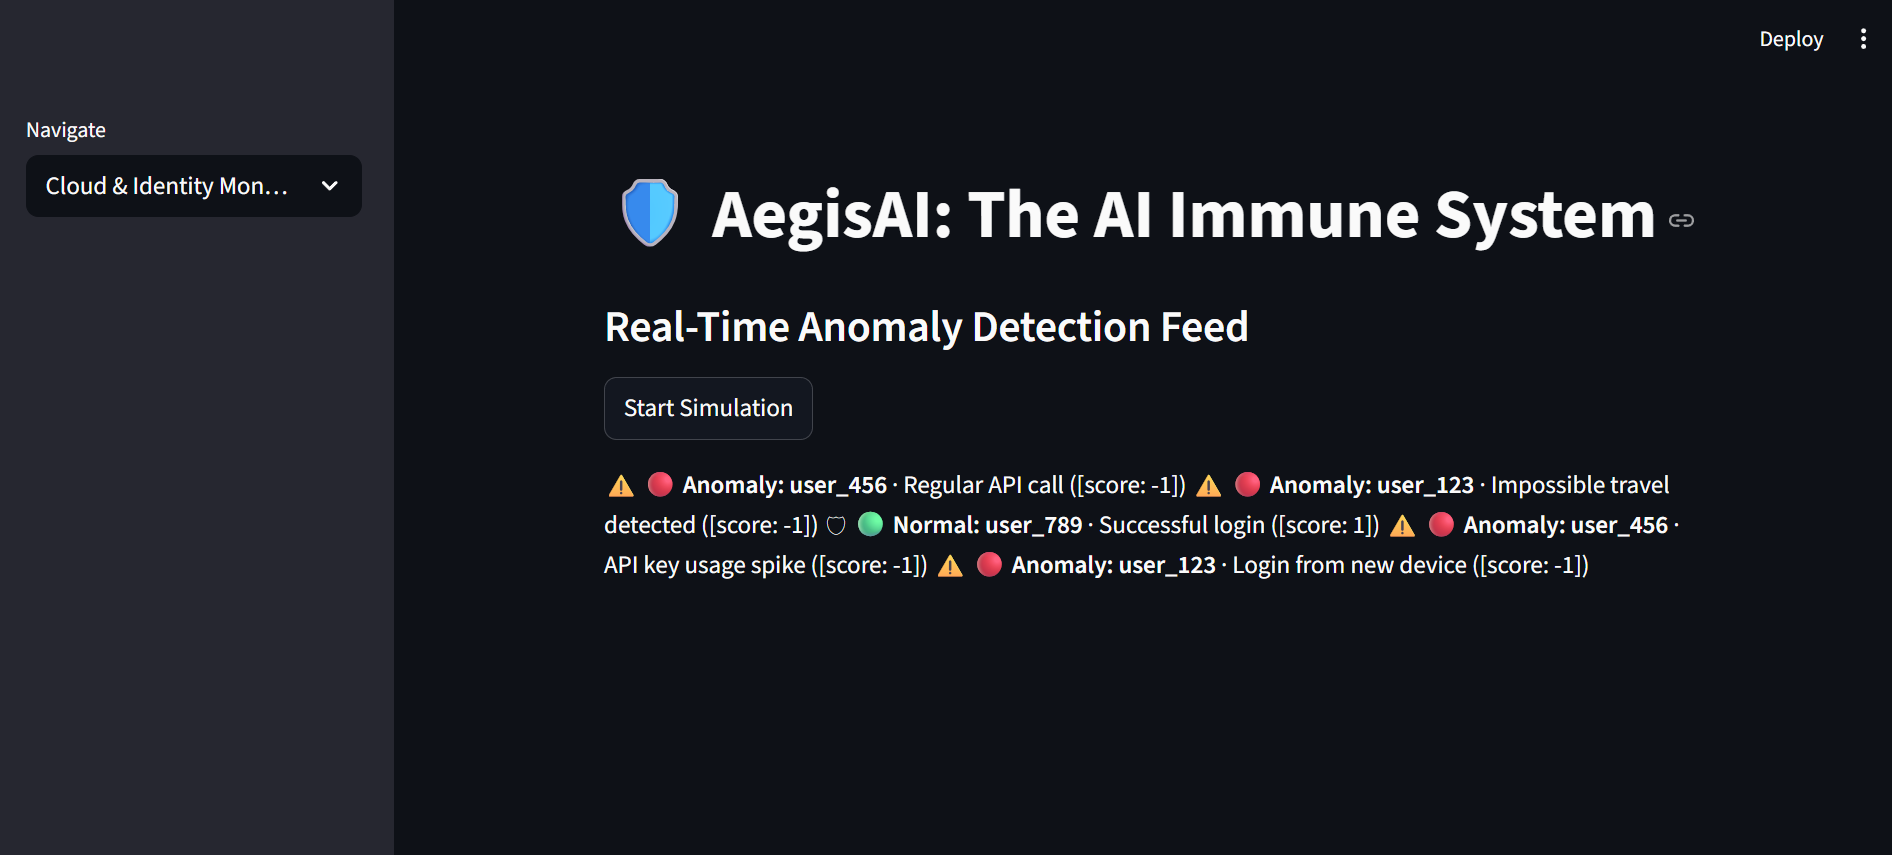 Deploy
Navigate
Cloud & Identity Mon...
AegisAI: The AI Immune System
Real-Time Anomaly Detection Feed
Start Simulation
⚠️ 🔴 Anomaly: user_456 · Regular API call ([score: -1]) ⚠️ 🔴 Anomaly: user_123 · Impossible travel
detected ([score: -1]) 🛡 🟢 Normal: user_789 · Successful login ([score: 1]) ⚠️ 🔴 Anomaly: user_456 ·
API key usage spike ([score: -1]) ⚠️ 🔴 Anomaly: user_123 · Login from new device ([score: -1])